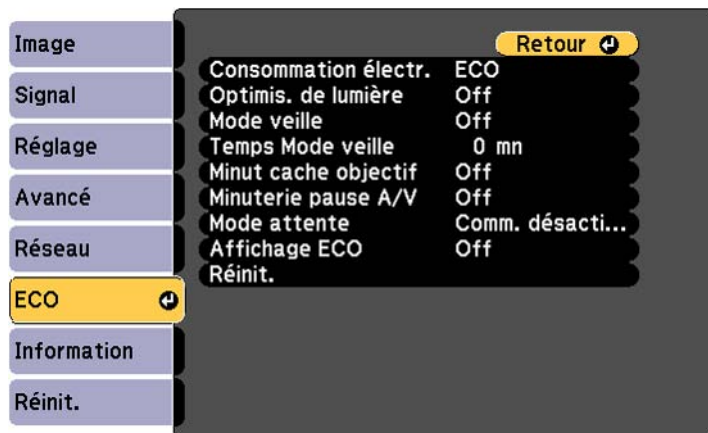 Image
Signal
Réglage
Avancé
Réseau
ECO
Information
Réinit.
Retour
Consommation électr. ECO
Optimis. de lumière Off
Mode veille Off
Temps Mode veille 0 mn
Minut cache objectif Off
Minuterie pause A/V Off
Mode attente Comm. désacti...
Affichage ECO Off
Réinit.